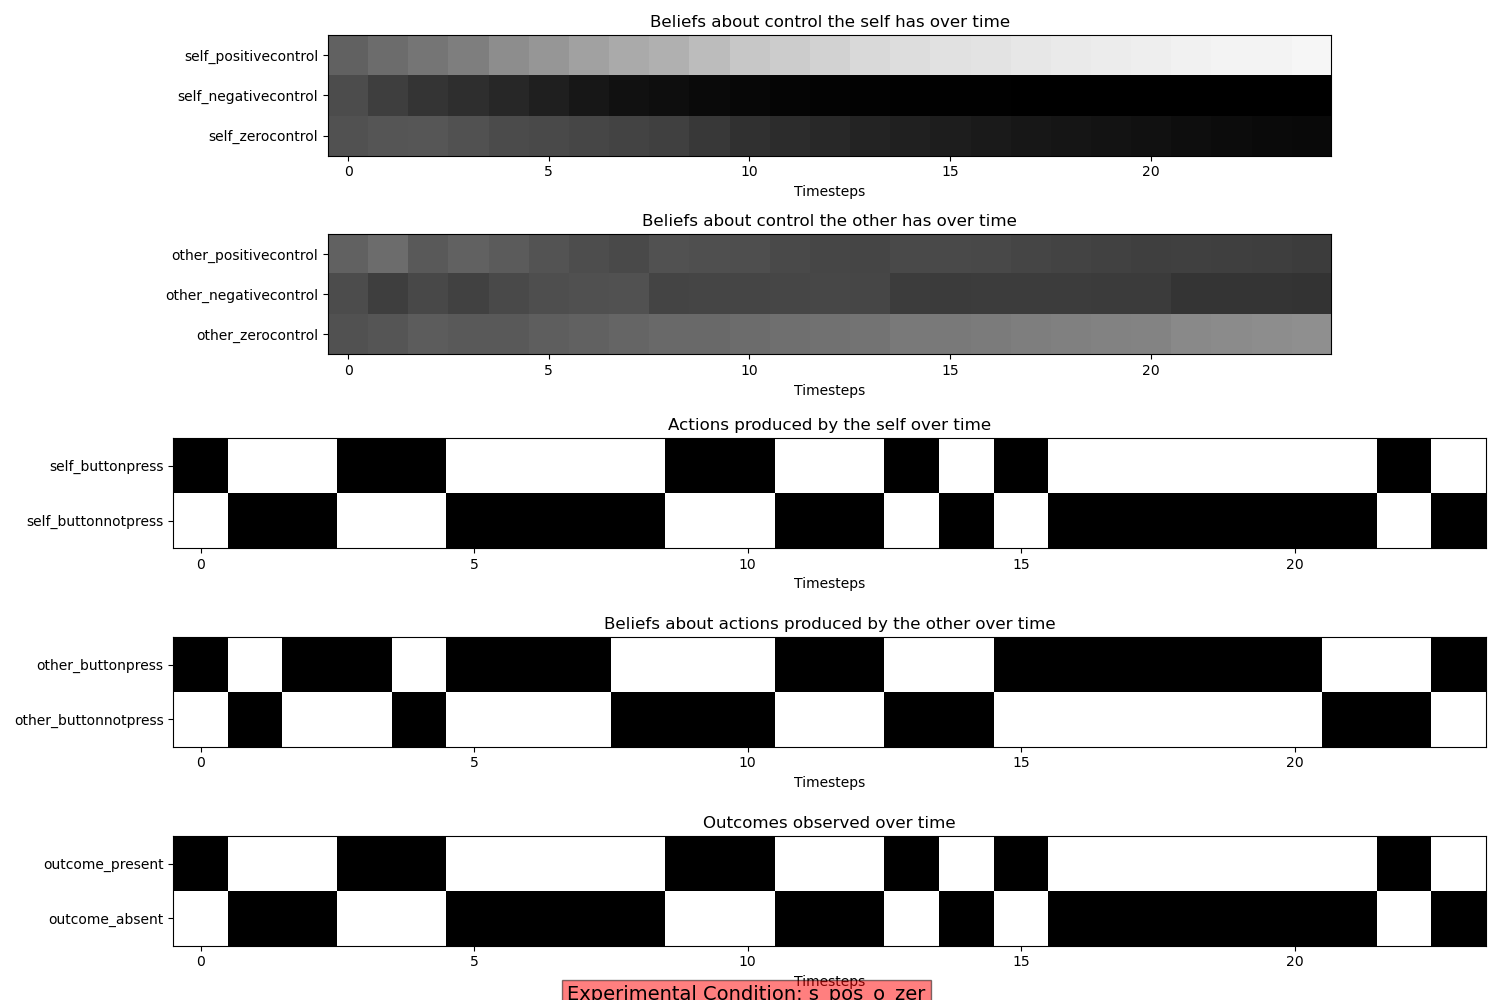 Beliefs about control the self has over time
self_positivecontrol
self_negativecontrol
self_zerocontrol
0 5 10 15 20
Timesteps
Beliefs about control the other has over time
other_positivecontrol
other_negativecontrol
other_zerocontrol
0 5 10 15 20
Timesteps
Actions produced by the self over time
self_buttonpress
self_buttonnotpress
0 5 10 15 20
Timesteps
Beliefs about actions produced by the other over time
other_buttonpress
other_buttonnotpress
0 5 10 15 20
Timesteps
Outcomes observed over time
outcome_present
outcome_absent
0 5 10 15 20
Timesteps
Experimental Condition: s_pos_o_zer